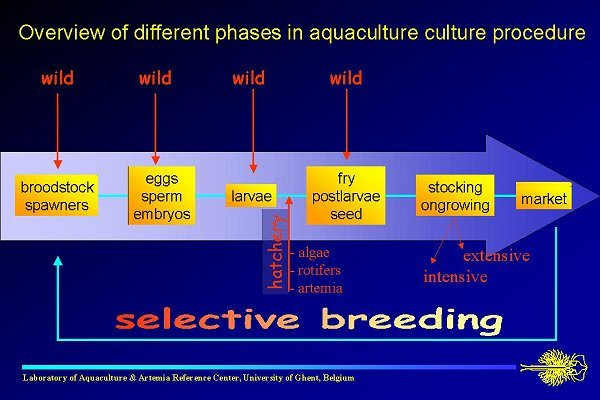 Overview of different phases in aquaculture culture procedure
wild wild wild wild
broodstock
spawners
eggs
sperm
embryos
larvae
fry
postlarvae
seed
stocking
ongrowing
market
hatchery
- algae
- rotifers
- artemia
extensive
intensive
selective breeding
Laboratory of Aquaculture & Artemia Reference Center, University of Ghent, Belgium